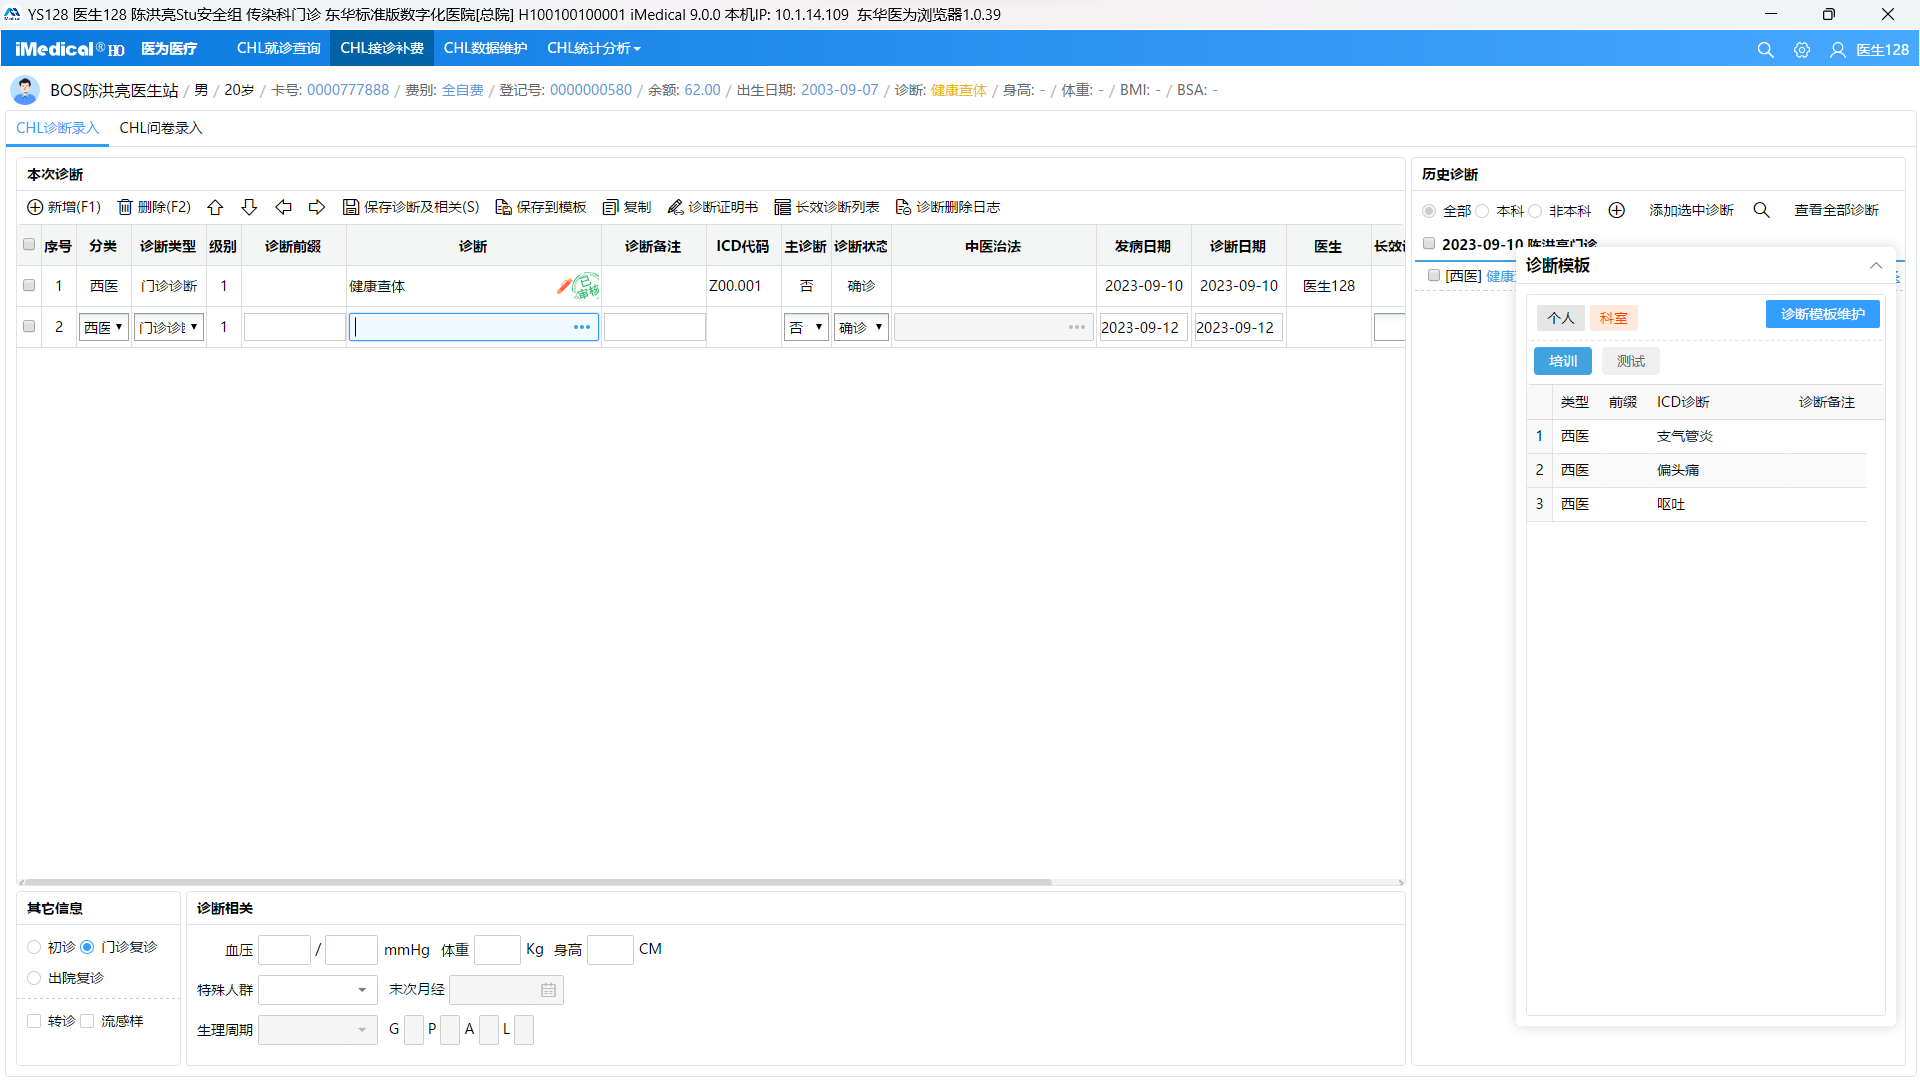 YS128 医生128 陈洪亮Stu安全组 传染科门诊 东华标准版数字化医院[总院] H100100100001 iMedical 9.0.0 本机IP: 10.1.14.109 东华医为浏览器1.0.39
iMedical® HO 医为医疗 CHL就诊查询 CHL接诊补费 CHL数据维护 CHL统计分析 医生128
BOS陈洪亮医生站 / 男 / 20岁 / 卡号: 0000777888 / 费别: 全自费 / 登记号: 0000000580 / 余额: 62.00 / 出生日期: 2003-09-07 / 诊断: 健康查体 / 身高: - / 体重: - / BMI: - / BSA: -
CHL诊断录入 CHL问卷录入
本次诊断
新增(F1) 删除(F2) 保存诊断及相关(S) 保存到模板 复制 诊断证明书 长效诊断列表 诊断删除日志
序号 分类 诊断类型 级别 诊断前缀 诊断 诊断备注 ICD代码 主诊断 诊断状态 中医治法 发病日期 诊断日期 医生 长效
1 西医 门诊诊断 1 健康查体 已审核 Z00.001 否 确诊 2023-09-10 2023-09-10 医生128
2 西医 门诊诊 1 否 确诊 2023-09-12 2023-09-12
历史诊断
全部 本科 非本科 添加选中诊断 查看全部诊断
2023-09-10 陈洪亮门诊
[西医] 健康
诊断模板
个人 科室 诊断模板维护
培训 测试
类型 前缀 ICD诊断 诊断备注
1 西医 支气管炎
2 西医 偏头痛
3 西医 呕吐
其它信息
初诊 门诊复诊
出院复诊
转诊 流感样
诊断相关
血压 / mmHg 体重 Kg 身高 CM
特殊人群 末次月经
生理周期 G P A L